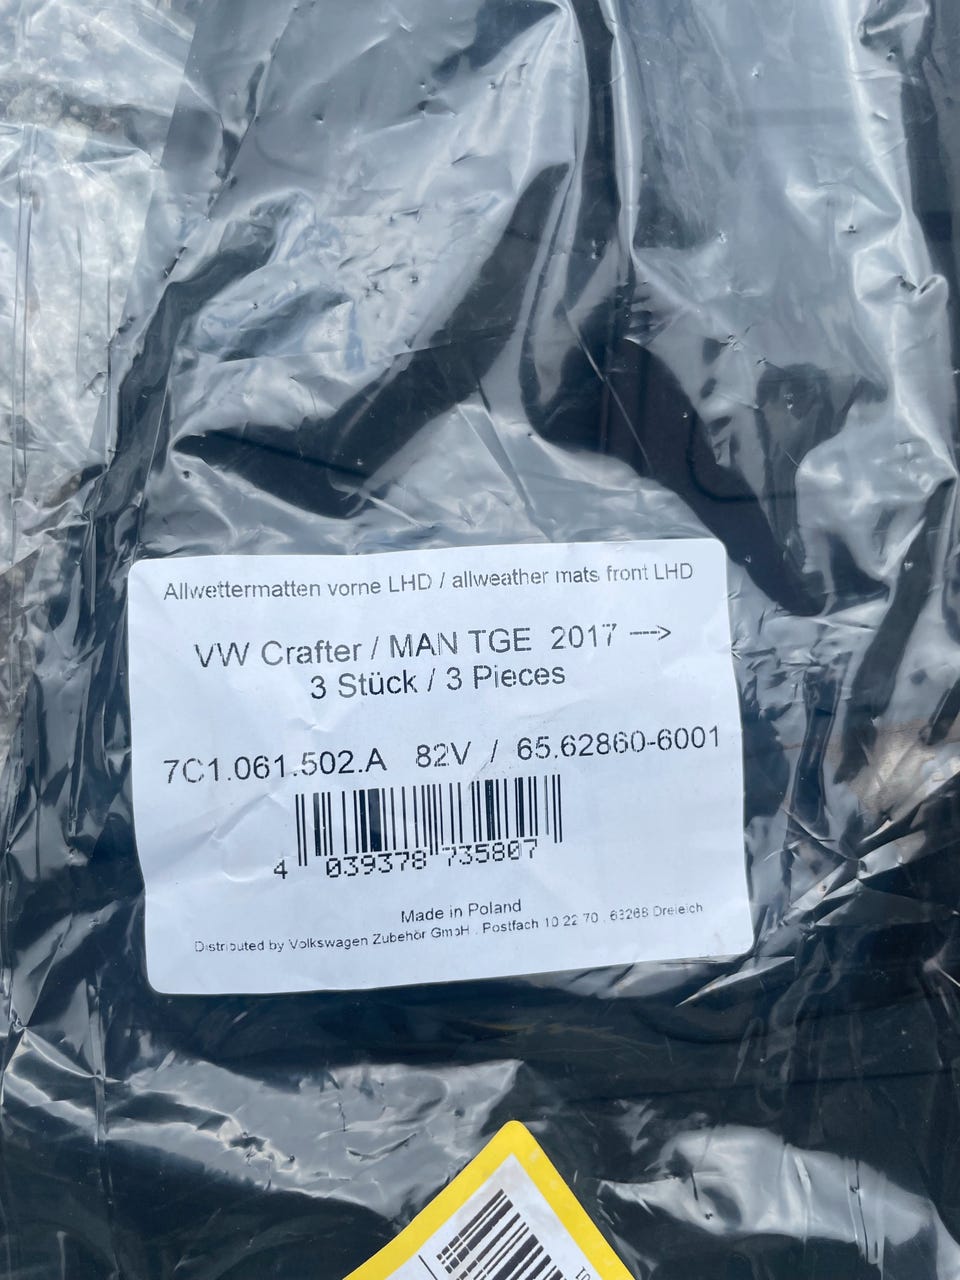 Allwettermatten vorne LHD / allweather mats front LHD
VW Crafter / MAN TGE 2017 --->
3 Stück / 3 Pieces
7C1.061.502.A 82V / 65.62860-6001
4 039378 735807
Made in Poland
Distributed by Volkswagen Zubehör GmbH . Postfach 10 22 70 . 63268 Dreieich